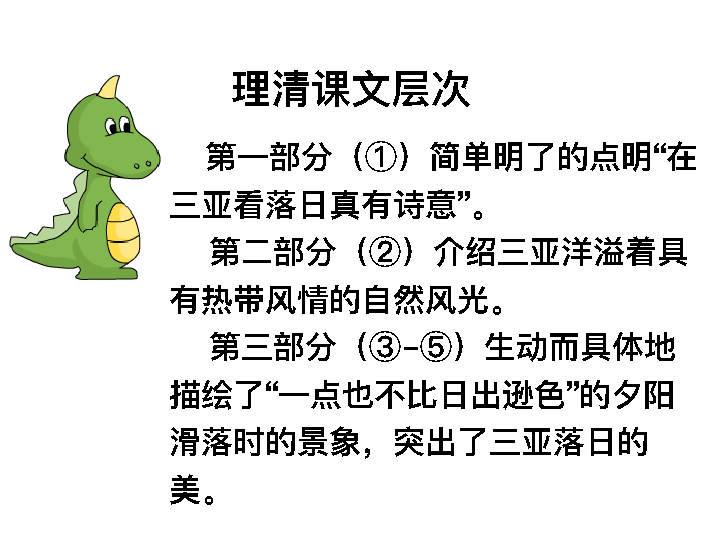 理清课文层次
第一部分（①）简单明了的点明“在
三亚看落日真有诗意”。
第二部分（②）介绍三亚洋溢着具
有热带风情的自然风光。
第三部分（③-⑤）生动而具体地
描绘了“一点也不比日出逊色”的夕阳
滑落时的景象，突出了三亚落日的
美。